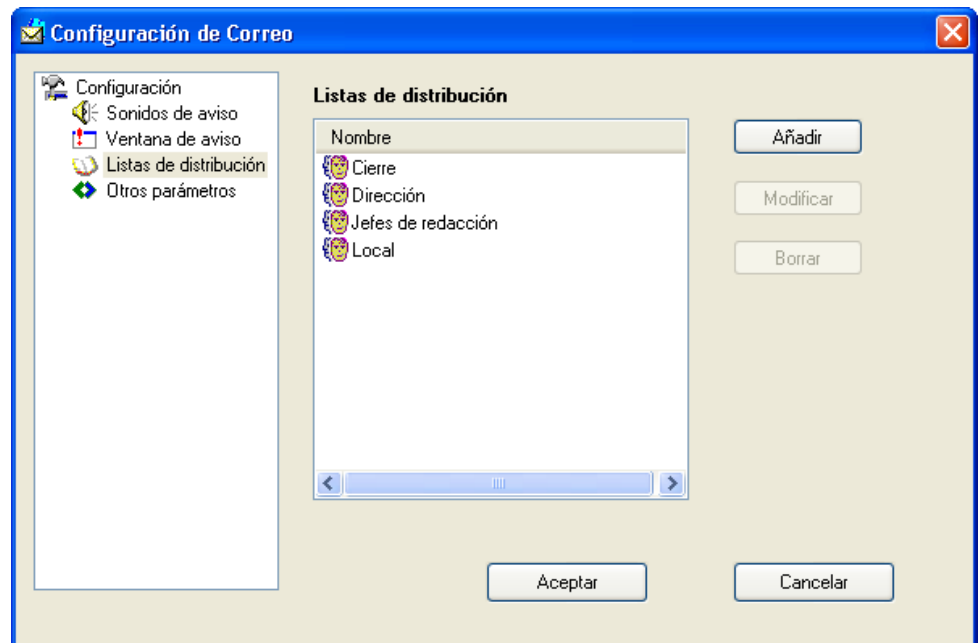 Configuración de Correo
Configuración
Sonidos de aviso
Ventana de aviso
Listas de distribución
Otros parámetros
Listas de distribución
Nombre
Cierre
Dirección
Jefes de redacción
Local
Añadir
Modificar
Borrar
Aceptar
Cancelar